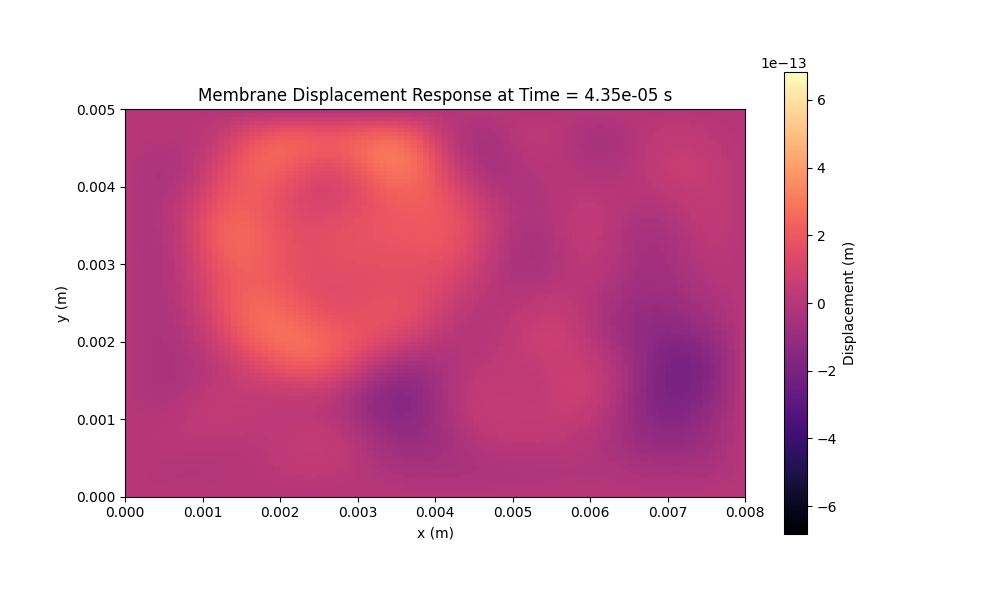 1e−13
Membrane Displacement Response at Time = 4.35e-05 s
0.005
0.004
0.003
0.002
0.001
0.000
y (m)
0.000 0.001 0.002 0.003 0.004 0.005 0.006 0.007 0.008
x (m)
6
4
2
0
−2
−4
−6
Displacement (m)